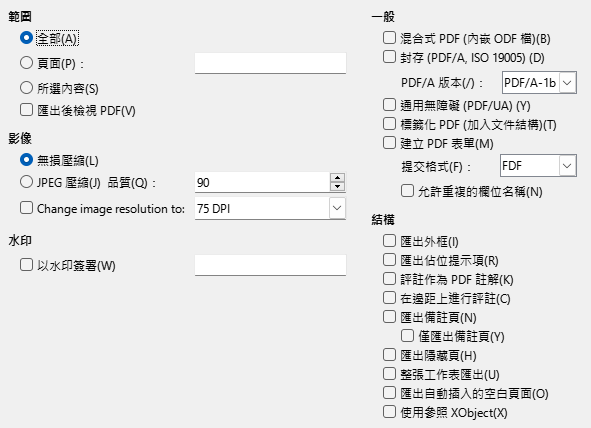 範圍
全部(A)
頁面(P)：
所選內容(S)
匯出後檢視 PDF(V)
影像
無損壓縮(L)
JPEG 壓縮(J) 品質(Q)： 90
Change image resolution to: 75 DPI
水印
以水印簽署(W)
一般
混合式 PDF (內嵌 ODF 檔)(B)
封存 (PDF/A, ISO 19005) (D)
PDF/A 版本(/)： PDF/A-1b
通用無障礙 (PDF/UA) (Y)
標籤化 PDF (加入文件結構)(T)
建立 PDF 表單(M)
提交格式(F)： FDF
允許重複的欄位名稱(N)
結構
匯出外框(I)
匯出佔位提示項(R)
評註作為 PDF 註解(K)
在邊距上進行評註(C)
匯出備註頁(N)
僅匯出備註頁(Y)
匯出隱藏頁(H)
整張工作表匯出(U)
匯出自動插入的空白頁面(O)
使用參照 XObject(X)